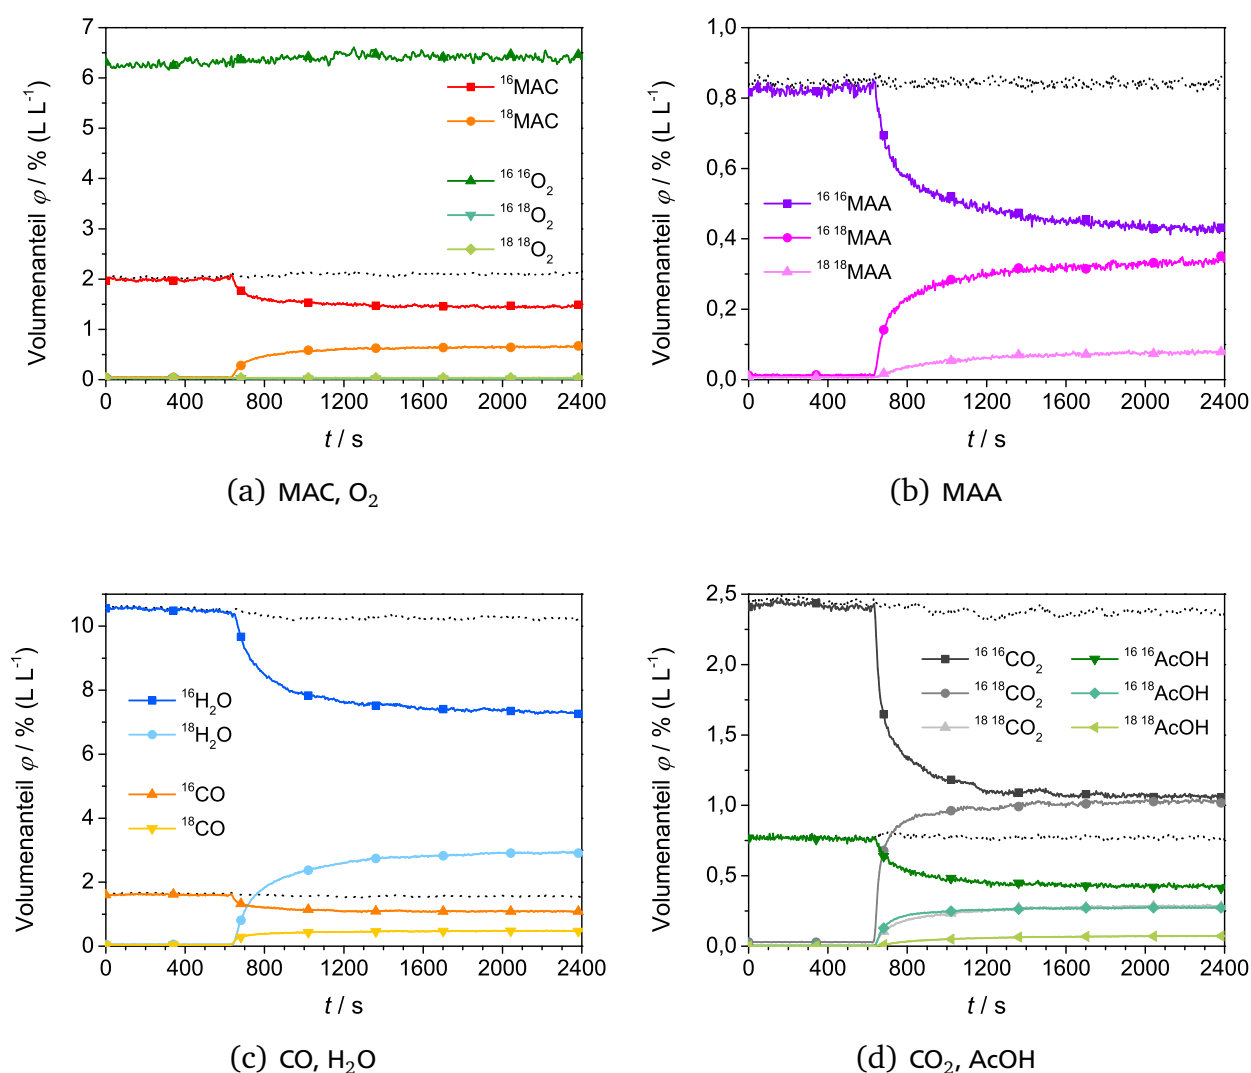 7
6
5
4
3
2
1
0
Volumenanteil φ / % (L L⁻¹)
¹⁶MAC
¹⁸MAC
¹⁶ ¹⁶O₂
¹⁶ ¹⁸O₂
¹⁸ ¹⁸O₂
0 400 800 1200 1600 2000 2400
t / s
(a) MAC, O₂
1,0
0,8
0,6
0,4
0,2
0,0
Volumenanteil φ / % (L L⁻¹)
¹⁶ ¹⁶MAA
¹⁶ ¹⁸MAA
¹⁸ ¹⁸MAA
0 400 800 1200 1600 2000 2400
t / s
(b) MAA
10
8
6
4
2
0
Volumenanteil φ / % (L L⁻¹)
¹⁶H₂O
¹⁸H₂O
¹⁶CO
¹⁸CO
0 400 800 1200 1600 2000 2400
t / s
(c) CO, H₂O
2,5
2,0
1,5
1,0
0,5
0,0
Volumenanteil φ / % (L L⁻¹)
¹⁶ ¹⁶CO₂ ¹⁶ ¹⁶AcOH
¹⁶ ¹⁸CO₂ ¹⁶ ¹⁸AcOH
¹⁸ ¹⁸CO₂ ¹⁸ ¹⁸AcOH
0 400 800 1200 1600 2000 2400
t / s
(d) CO₂, AcOH